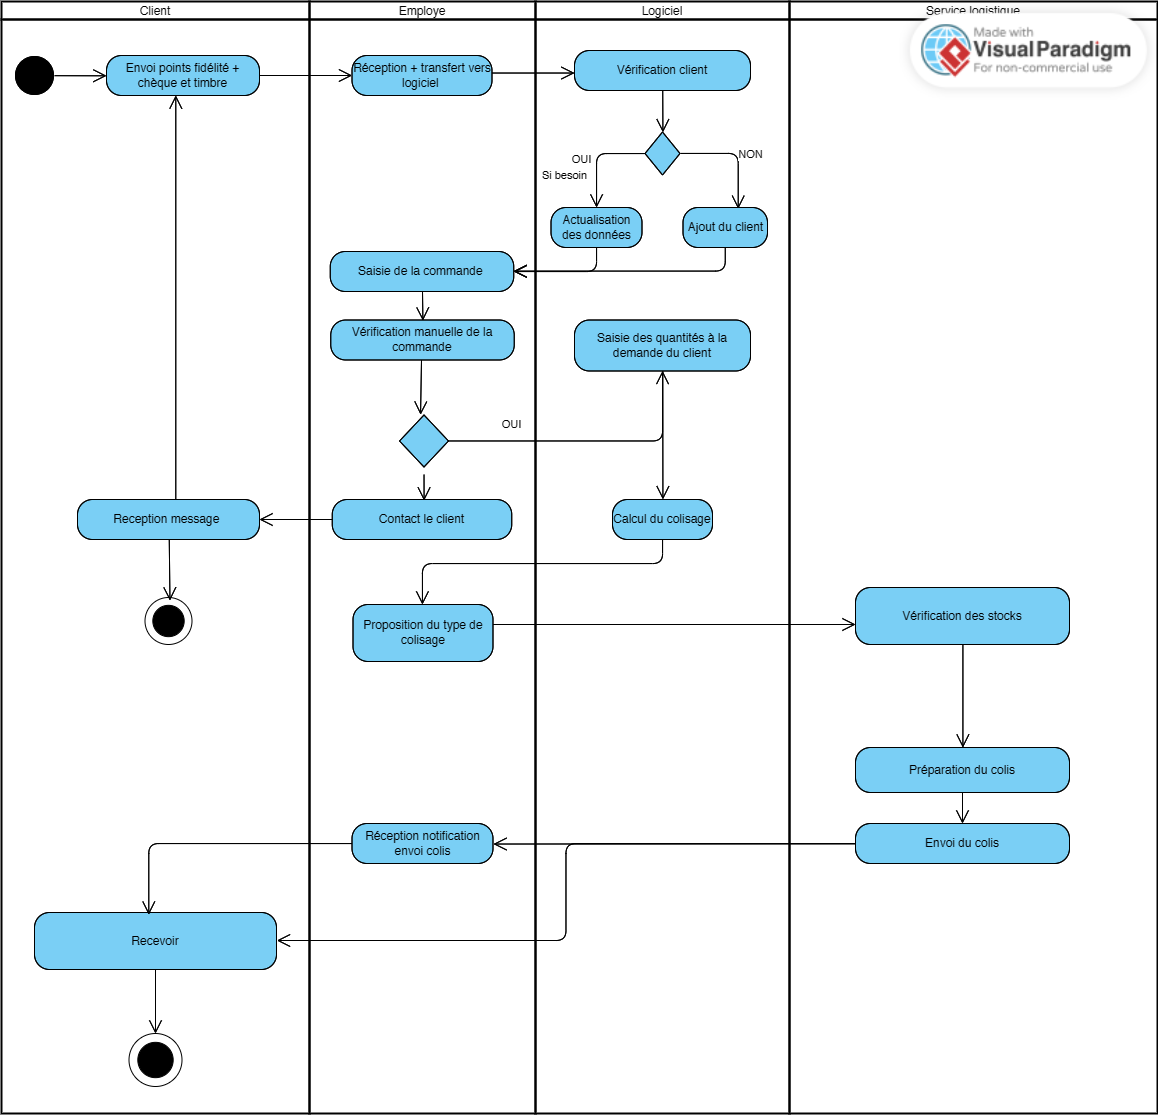 Client
Employe
Logiciel
Service logistique
Made with
VisualParadigm
For non-commercial use
Envoi points fidélité +
chèque et timbre
Réception + transfert vers
logiciel
Vérification client
OUI
Si besoin
NON
Actualisation
des données
Ajout du client
Saisie de la commande
Vérification manuelle de la
commande
Saisie des quantités à la
demande du client
OUI
Reception message
Contact le client
Calcul du colisage
Proposition du type de
colisage
Vérification des stocks
Préparation du colis
Réception notification
envoi colis
Envoi du colis
Recevoir